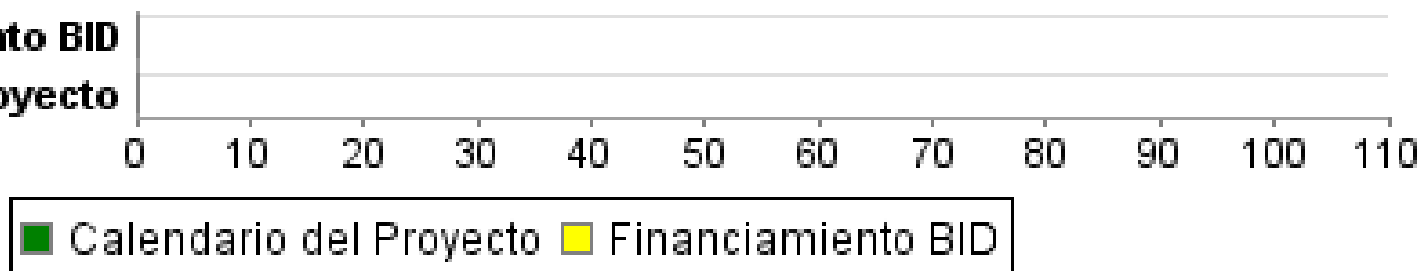 nto BID
oyecto
0 10 20 30 40 50 60 70 80 90 100 110
Calendario del Proyecto Financiamiento BID